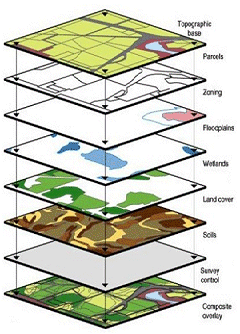 Topographic
base
Parcels
Zoning
Floodplains
Wetlands
Land cover
Soils
Survey
control
Composite
overlay